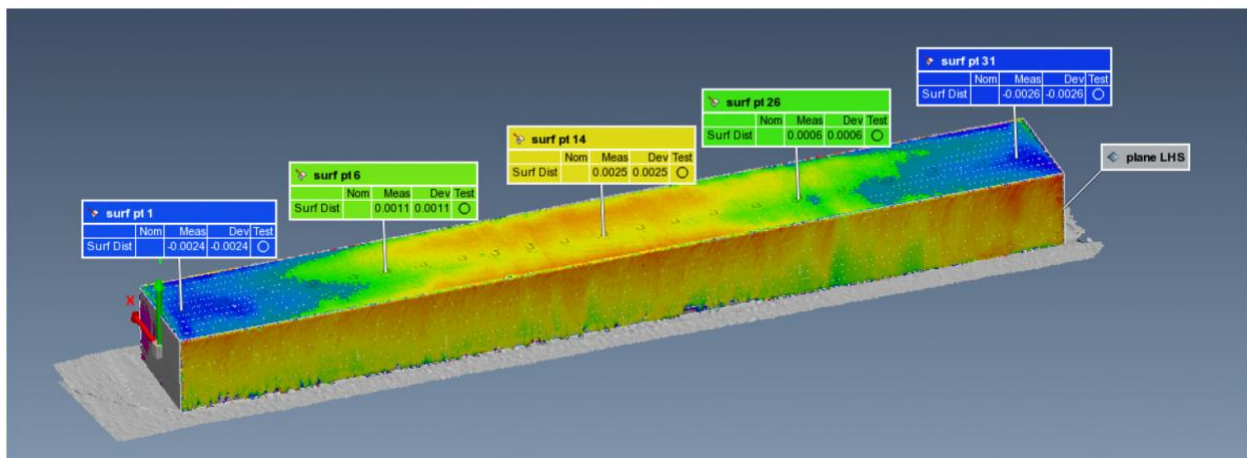 surf pt 31
Nom Meas Dev Test
Surf Dist -0.0026 -0.0026
surf pt 26
Nom Meas Dev Test
Surf Dist 0.0006 0.0006
surf pt 14
Nom Meas Dev Test
Surf Dist 0.0025 0.0025
plane LHS
surf pt 6
Nom Meas Dev Test
Surf Dist 0.0011 0.0011
surf pt 1
Nom Meas Dev Test
Surf Dist -0.0024 -0.0024
X